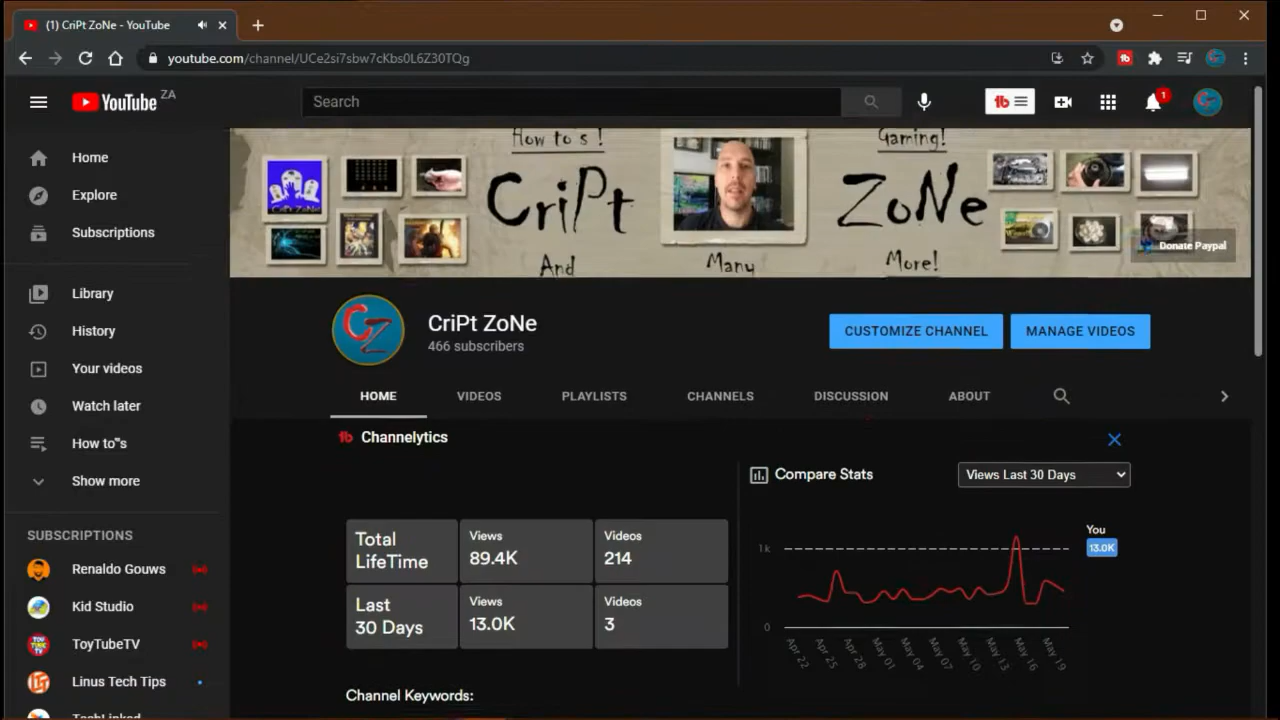 (1) CriPt ZoNe - YouTube
youtube.com/channel/UCe2si7sbw7cKbs0L6Z30TQg
YouTube ZA
Search
tb
1
Home
Explore
Subscriptions
Library
History
Your videos
Watch later
How to"s
Show more
SUBSCRIPTIONS
Renaldo Gouws
Kid Studio
ToyTubeTV
Linus Tech Tips
TechLinked
How to s !
Gaming!
CriPt ZoNe
And Many More!
Donate Paypal
CriPt ZoNe
466 subscribers
CUSTOMIZE CHANNEL
MANAGE VIDEOS
HOME VIDEOS PLAYLISTS CHANNELS DISCUSSION ABOUT
tb Channelytics
Total LifeTime
Views
89.4K
Videos
214
Last 30 Days
Views
13.0K
Videos
3
Channel Keywords:
Compare Stats
Views Last 30 Days
You
13.0K
1k
0
Apr 22
Apr 25
Apr 28
May 01
May 04
May 07
May 10
May 13
May 16
May 19